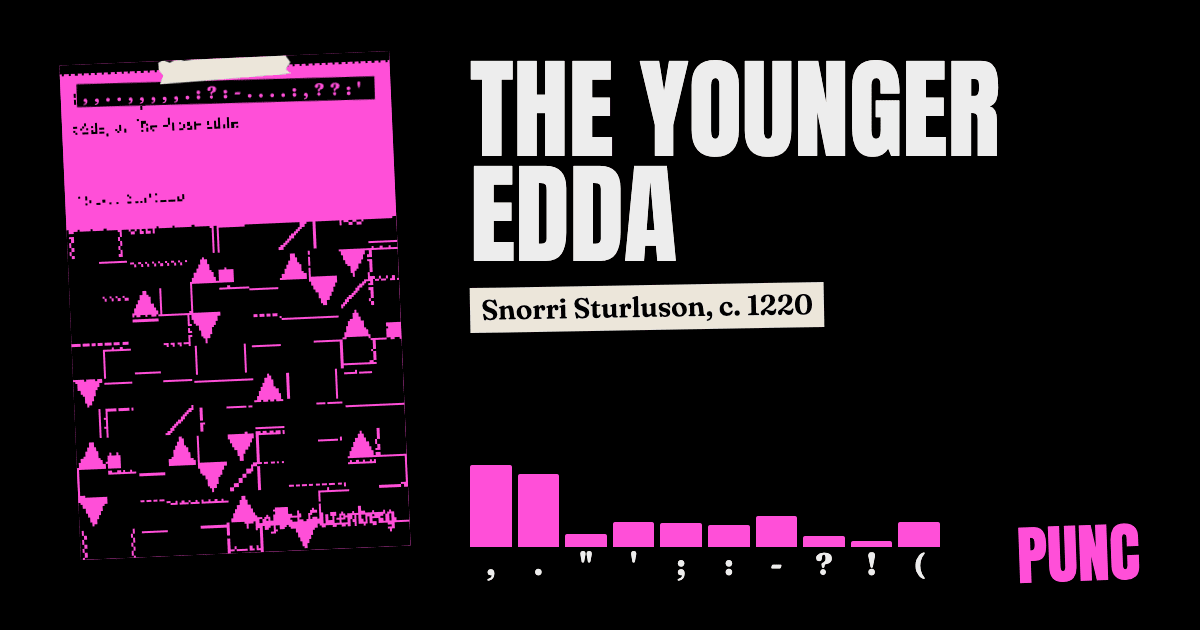 ,,..,,,,,.:?:-....:,??:'
THE YOUNGER
EDDA
Snorri Sturluson, c. 1220
, . " ' ; : - ? ! (
PUNC